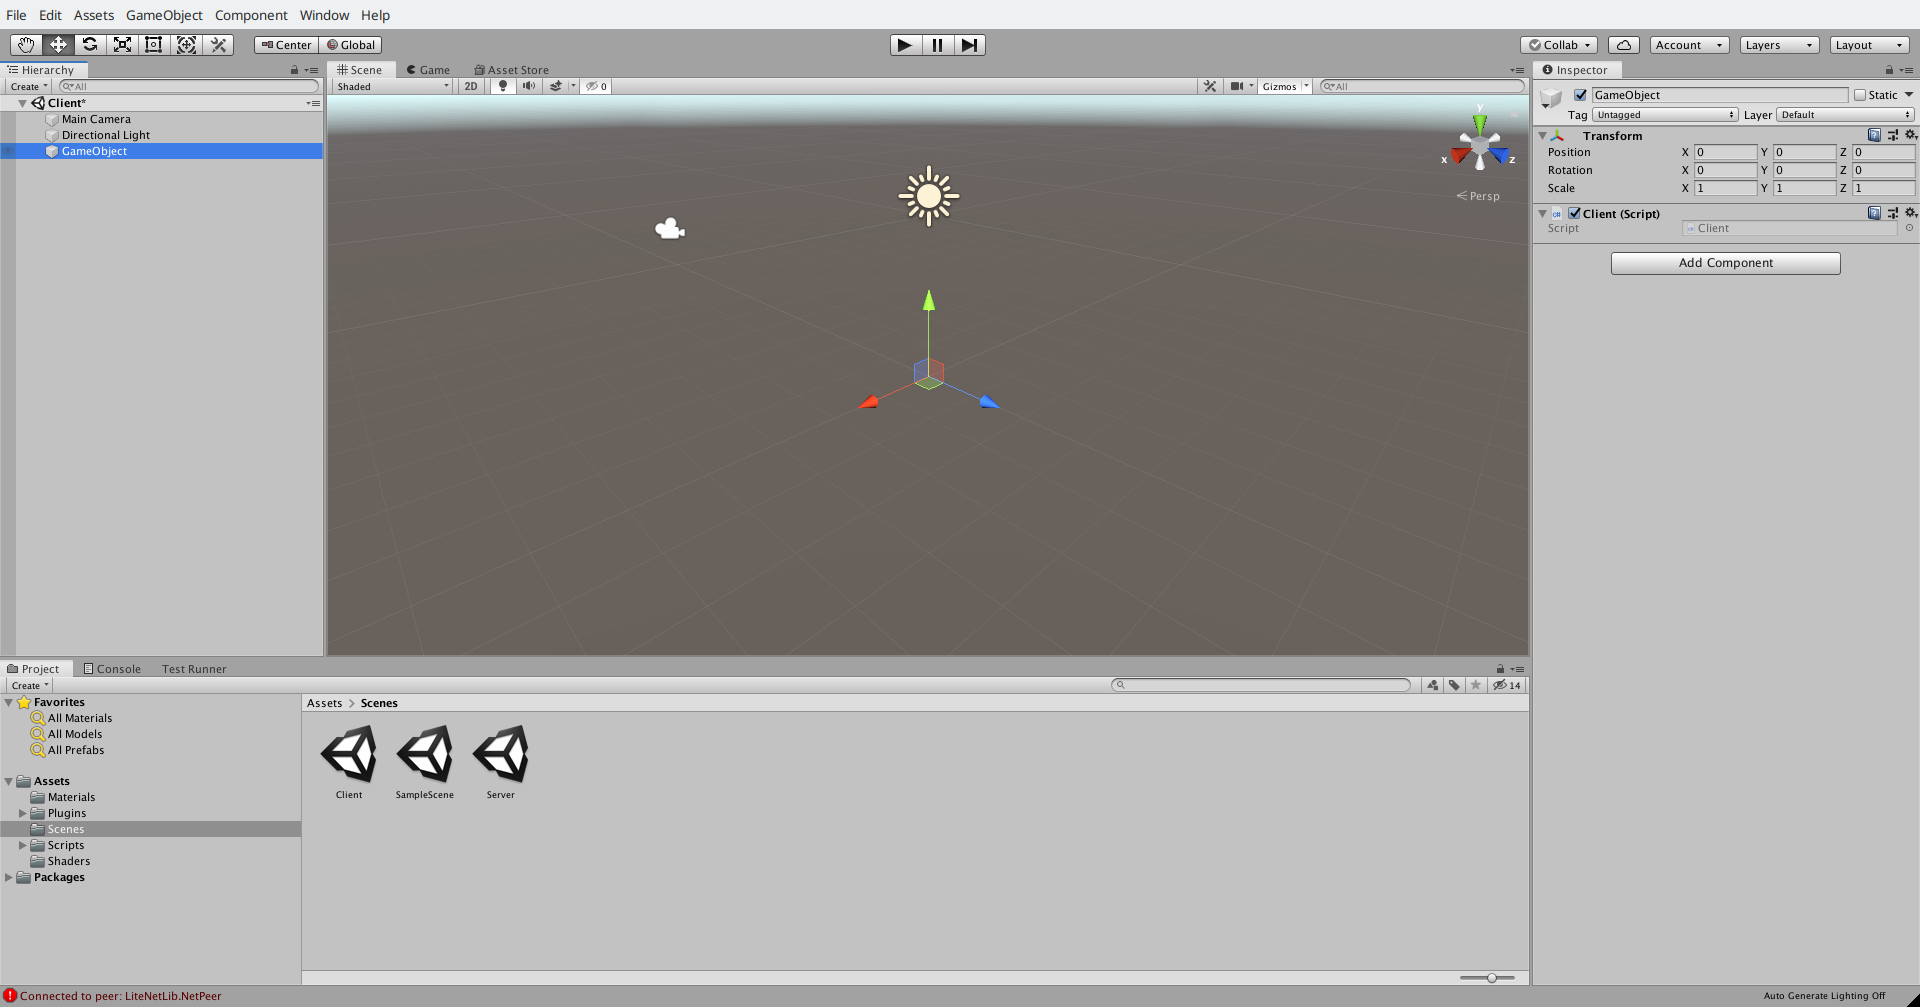 File Edit Assets GameObject Component Window Help
Center Global Collab Account Layers Layout
Hierarchy
Create All
Client*
Main Camera
Directional Light
GameObject
Scene Game Asset Store
Shaded 2D 0 Gizmos All
y
x z
Persp
Inspector
GameObject Static
Tag Untagged Layer Default
Transform
Position X 0 Y 0 Z 0
Rotation X 0 Y 0 Z 0
Scale X 1 Y 1 Z 1
Client (Script)
Script Client
Add Component
Project Console Test Runner
Create 14
Favorites
All Materials
All Models
All Prefabs
Assets
Materials
Plugins
Scenes
Scripts
Shaders
Packages
Assets > Scenes
Client SampleScene Server
Connected to peer: LiteNetLib.NetPeer
Auto Generate Lighting Off